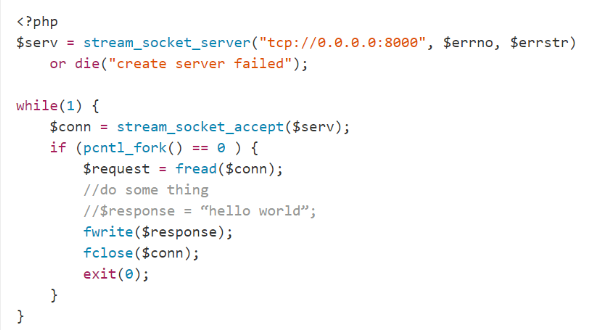 <?php
$serv = stream_socket_server("tcp://0.0.0.0:8000", $errno, $errstr)
    or die("create server failed");

while(1) {
    $conn = stream_socket_accept($serv);
    if (pcntl_fork() == 0 ) {
        $request = fread($conn);
        //do some thing
        //$response = “hello world”;
        fwrite($response);
        fclose($conn);
        exit(0);
    }
}